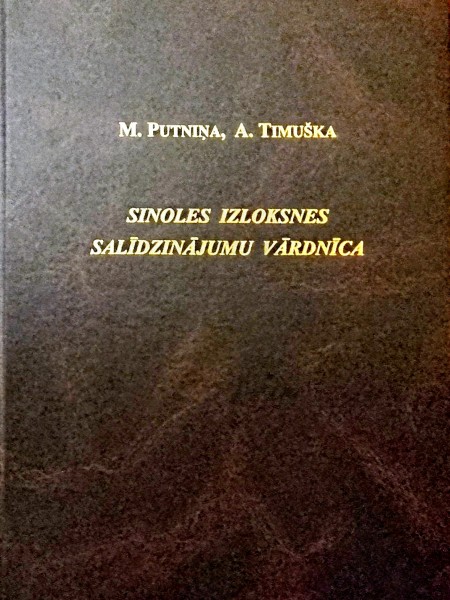 M. PUTNIŅA, A. TIMUŠKA
SINOLES IZLOKSNES
SALĪDZINĀJUMU VĀRDNĪCA